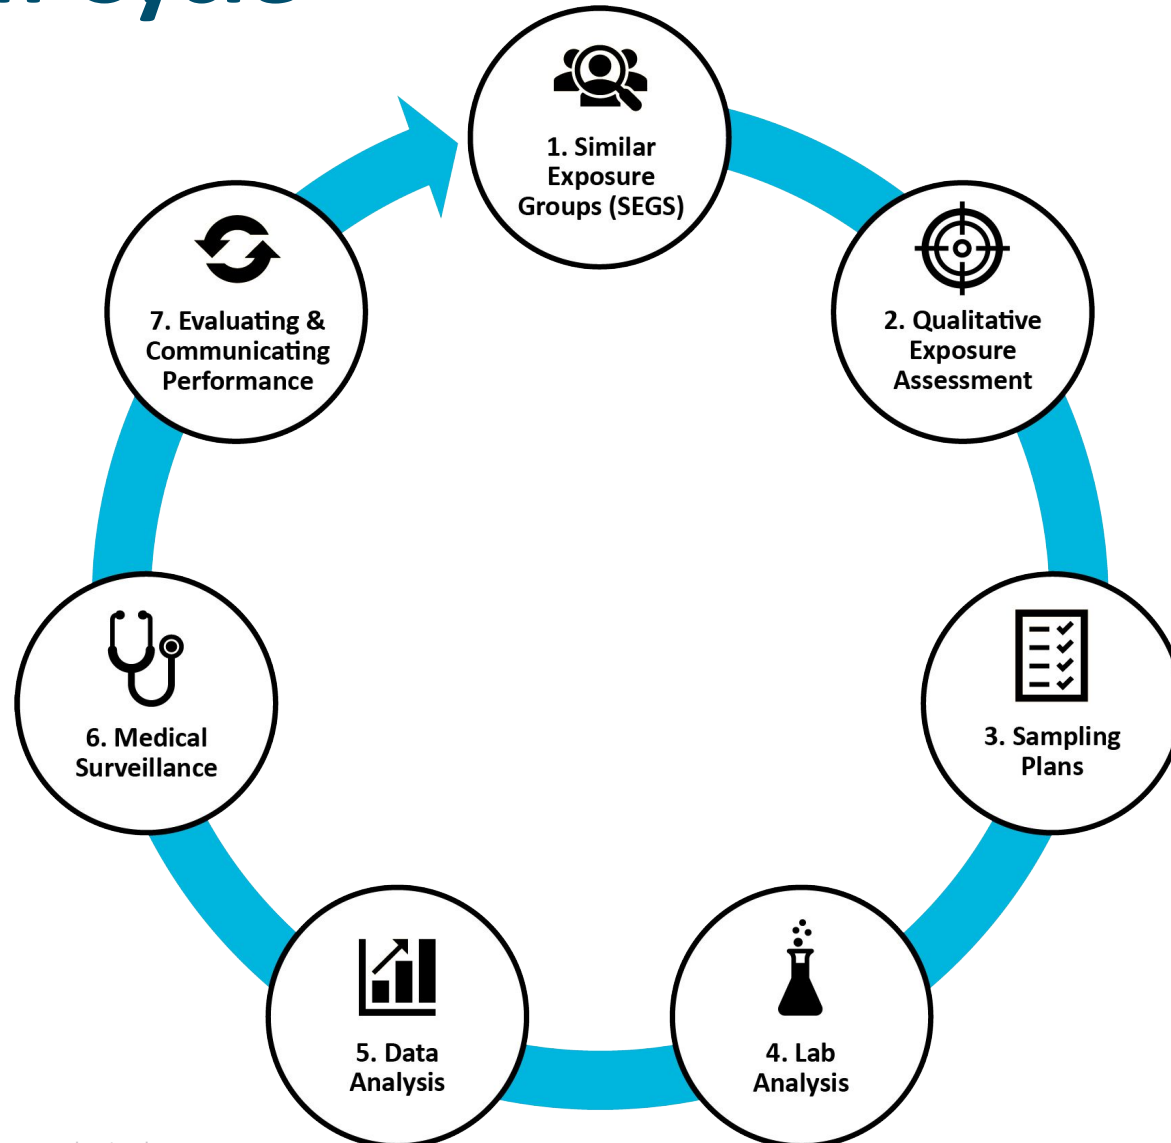 1. Similar
Exposure
Groups (SEGS)
2. Qualitative
Exposure
Assessment
3. Sampling
Plans
4. Lab
Analysis
5. Data
Analysis
6. Medical
Surveillance
7. Evaluating &
Communicating
Performance